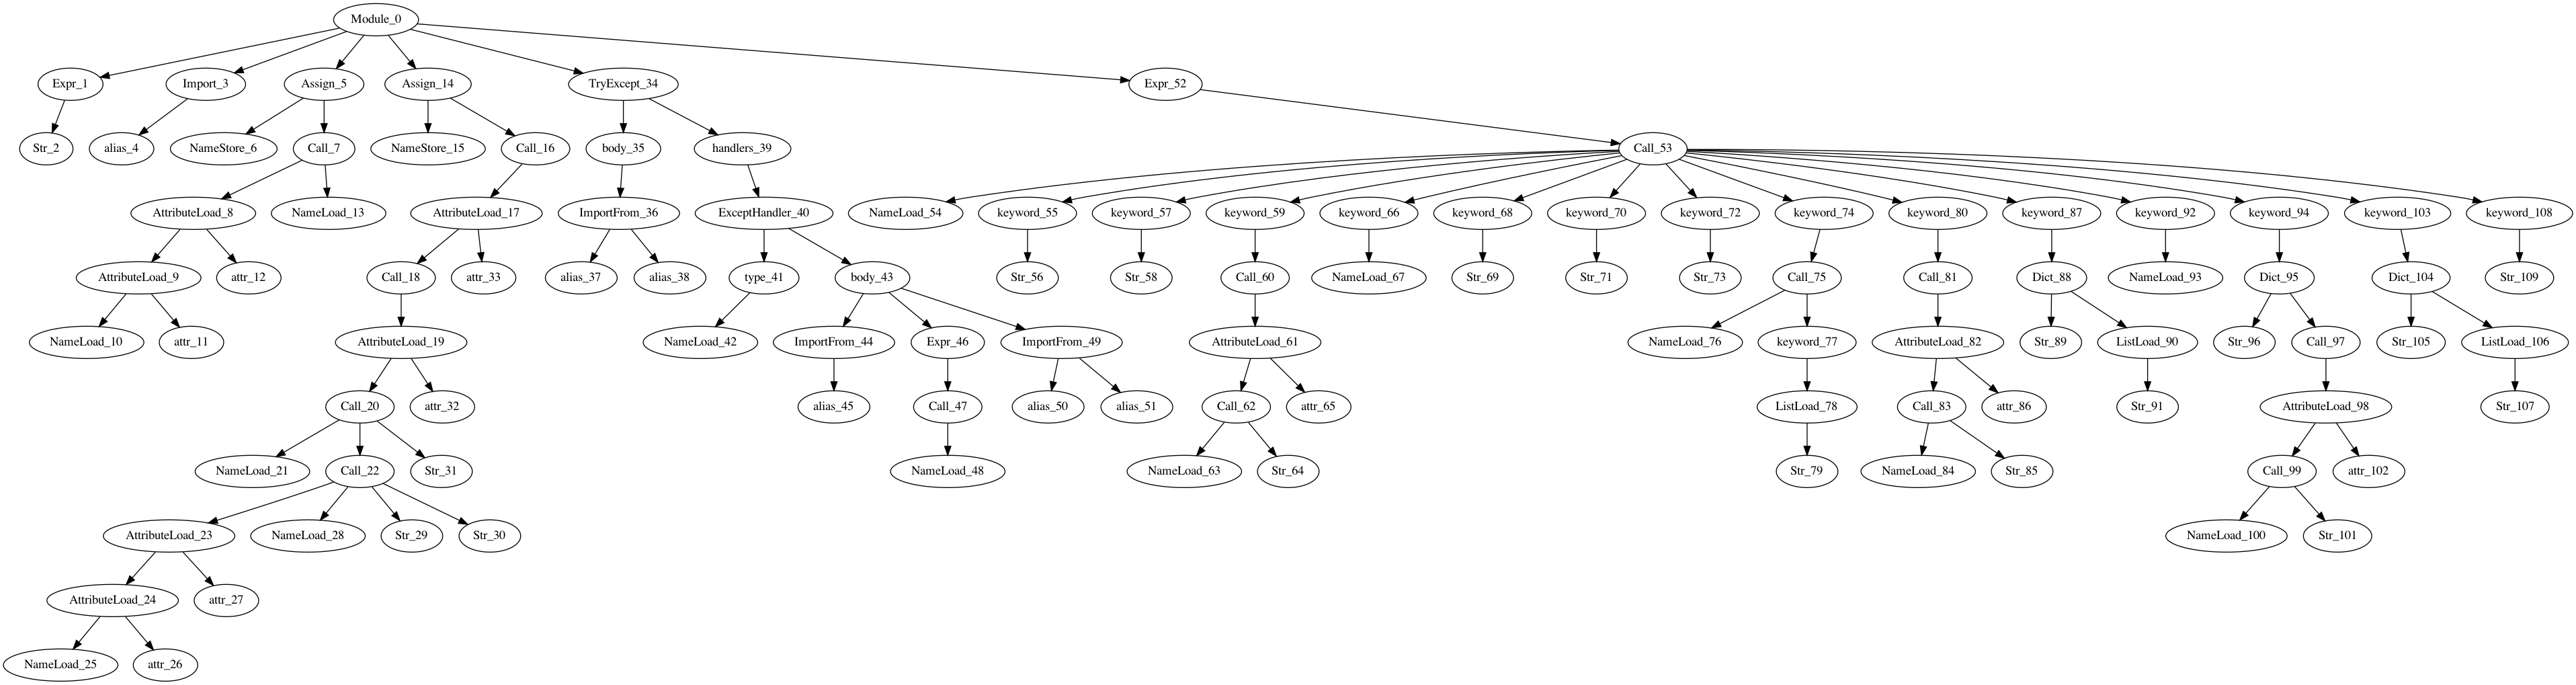 Module_0
Expr_1 Import_3 Assign_5 Assign_14 TryExcept_34 Expr_52
Str_2 alias_4 NameStore_6 Call_7 NameStore_15 Call_16 body_35 handlers_39 Call_53
AttributeLoad_8 NameLoad_13 AttributeLoad_17 ImportFrom_36 ExceptHandler_40 NameLoad_54 keyword_55 keyword_57 keyword_59 keyword_66 keyword_68 keyword_70 keyword_72 keyword_74 keyword_80 keyword_87 keyword_92 keyword_94 keyword_103 keyword_108
AttributeLoad_9 attr_12 Call_18 attr_33 alias_37 alias_38 type_41 body_43 Str_56 Str_58 Call_60 NameLoad_67 Str_69 Str_71 Str_73 Call_75 Call_81 Dict_88 NameLoad_93 Dict_95 Dict_104 Str_109
NameLoad_10 attr_11 AttributeLoad_19 NameLoad_42 ImportFrom_44 Expr_46 ImportFrom_49 AttributeLoad_61 NameLoad_76 keyword_77 AttributeLoad_82 Str_89 ListLoad_90 Str_96 Call_97 Str_105 ListLoad_106
Call_20 attr_32 alias_45 Call_47 alias_50 alias_51 Call_62 attr_65 ListLoad_78 Call_83 attr_86 Str_91 AttributeLoad_98 Str_107
NameLoad_21 Call_22 Str_31 NameLoad_48 NameLoad_63 Str_64 Str_79 NameLoad_84 Str_85 Call_99 attr_102
AttributeLoad_23 NameLoad_28 Str_29 Str_30 NameLoad_100 Str_101
AttributeLoad_24 attr_27
NameLoad_25 attr_26